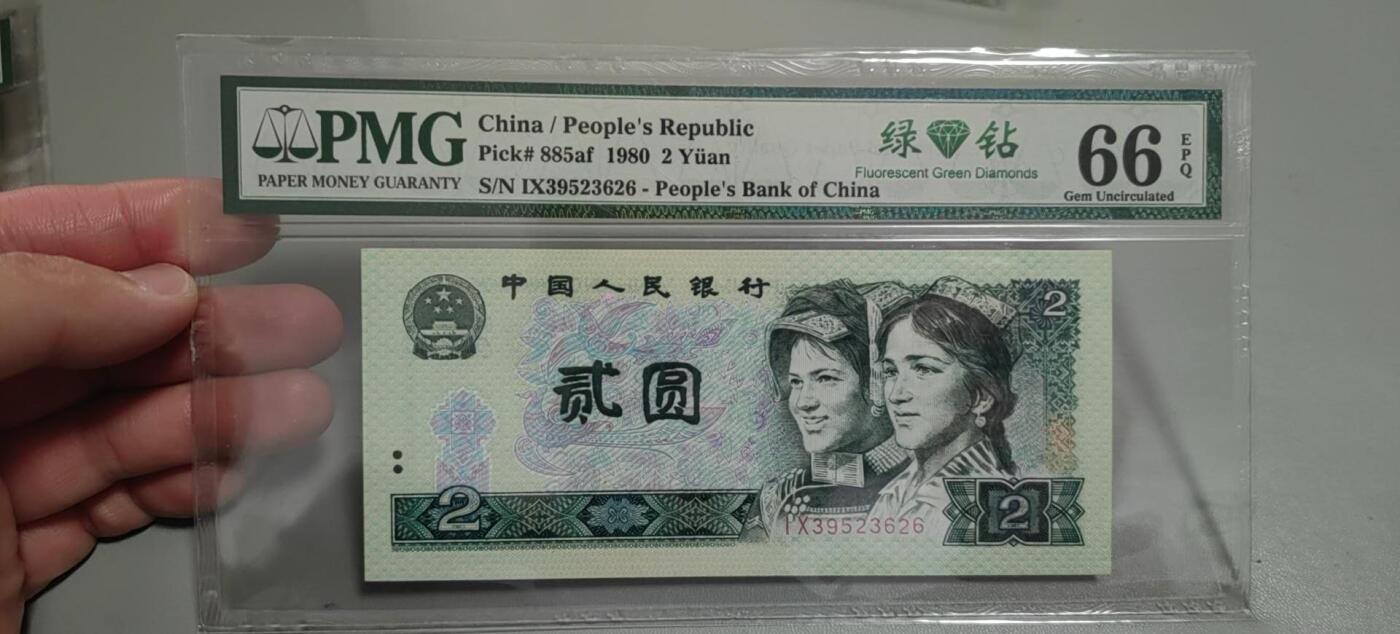 PMG
PAPER MONEY GUARANTY
China / People's Republic
Pick# 885af 1980 2 Yüan
S/N IX39523626 - People's Bank of China
绿 钻
Fluorescent Green Diamonds
66
EPQ
Gem Uncirculated
中国人民银行
2
贰圆
2
IX39523626
2